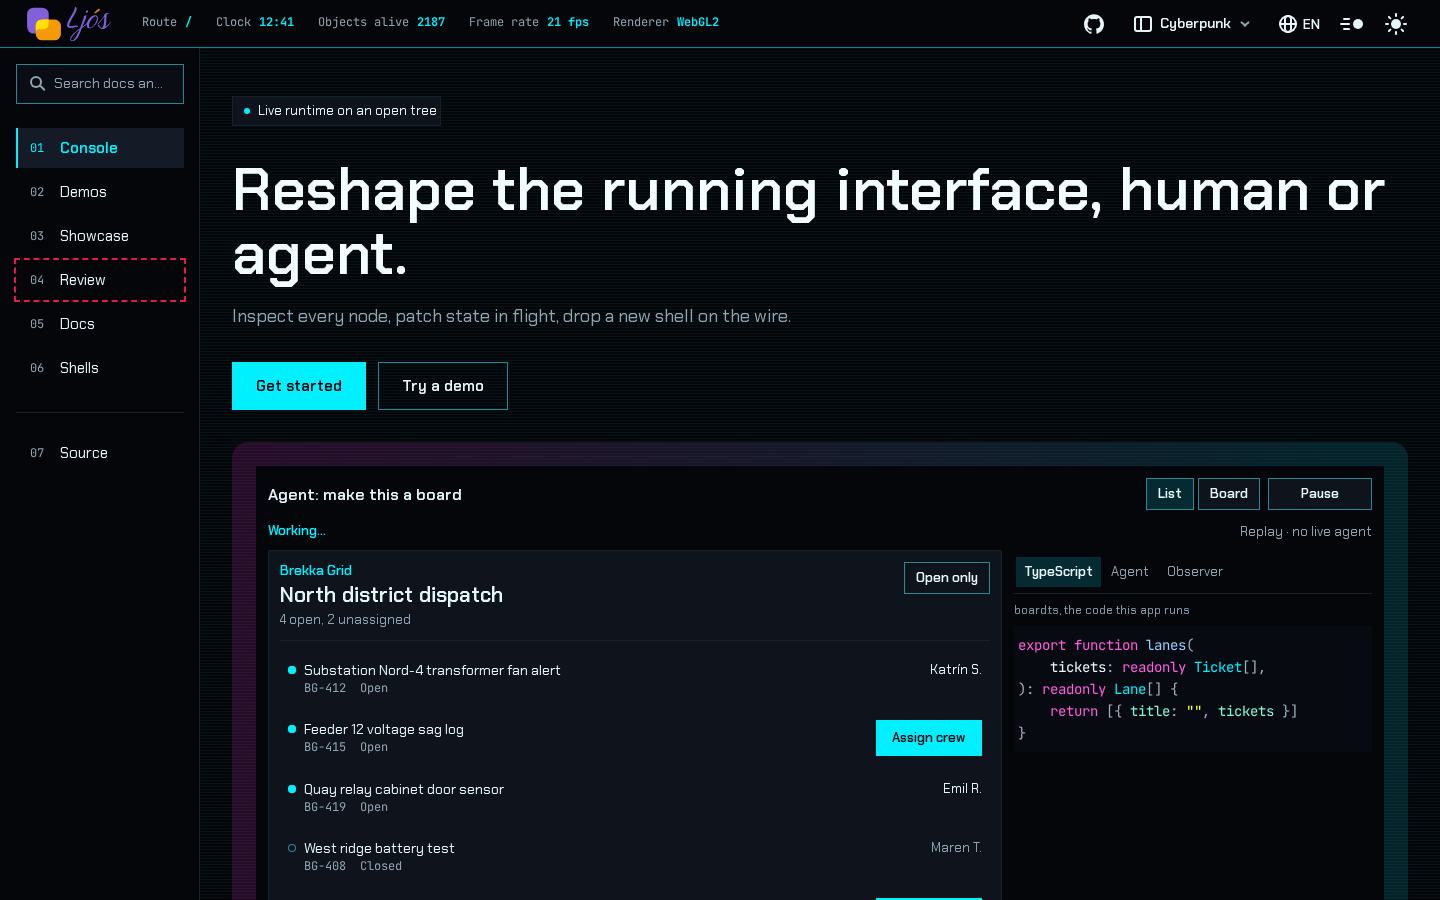 Ljós
Route / Clock 12:41 Objects alive 2187 Frame rate 21 fps Renderer WebGL2
Cyberpunk
EN
Search docs an...
01 Console
02 Demos
03 Showcase
04 Review
05 Docs
06 Shells
07 Source
Live runtime on an open tree
Reshape the running interface, human or
agent.
Inspect every node, patch state in flight, drop a new shell on the wire.
Get started
Try a demo
Agent: make this a board
List Board Pause
Working...
Replay · no live agent
Brekka Grid
North district dispatch
4 open, 2 unassigned
Open only
Substation Nord-4 transformer fan alert
BG-412 Open
Katrín S.
Feeder 12 voltage sag log
BG-415 Open
Assign crew
Quay relay cabinet door sensor
BG-419 Open
Emil R.
West ridge battery test
BG-408 Closed
Maren T.
TypeScript Agent Observer
board.ts, the code this app runs
export function lanes(
    tickets: readonly Ticket[],
): readonly Lane[] {
    return [{ title: "", tickets }]
}